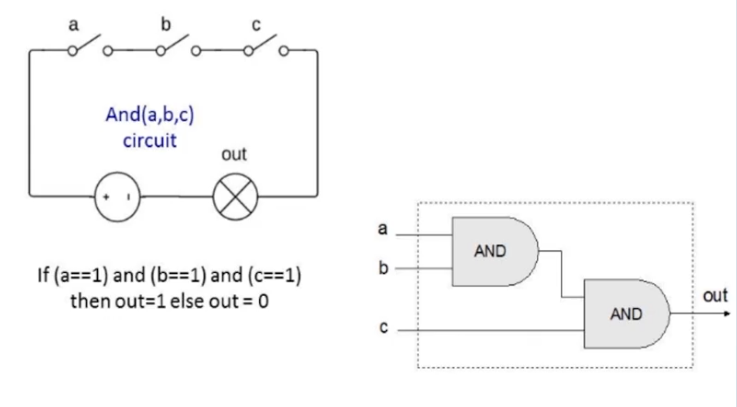 a
b
c
And(a,b,c)
circuit
out
+
If (a==1) and (b==1) and (c==1)
then out=1 else out = 0
a
b
c
AND
AND
out